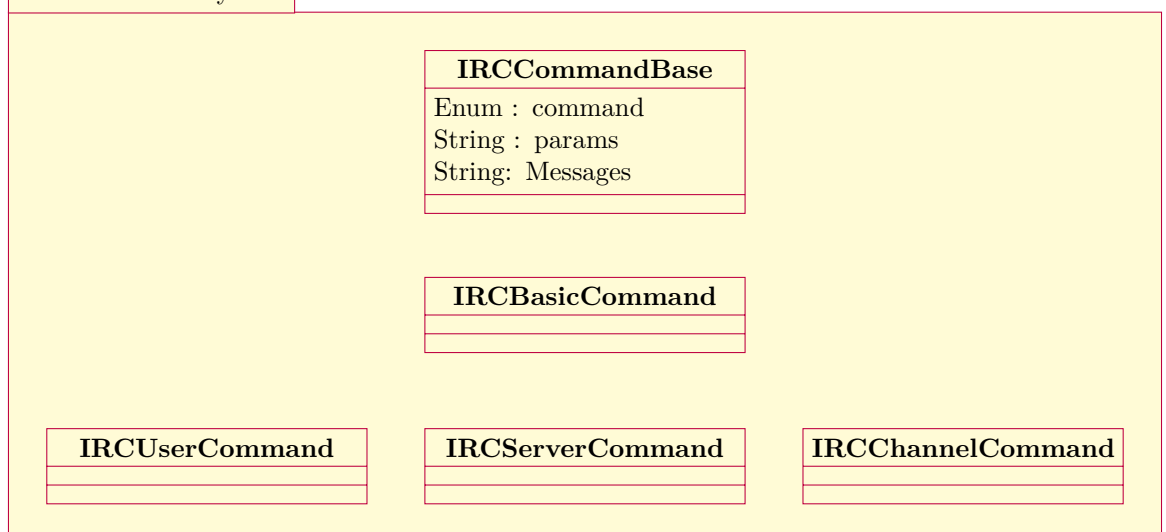 IRCCommandBase
Enum : command
String : params
String: Messages
IRCBasicCommand
IRCUserCommand
IRCServerCommand
IRCChannelCommand